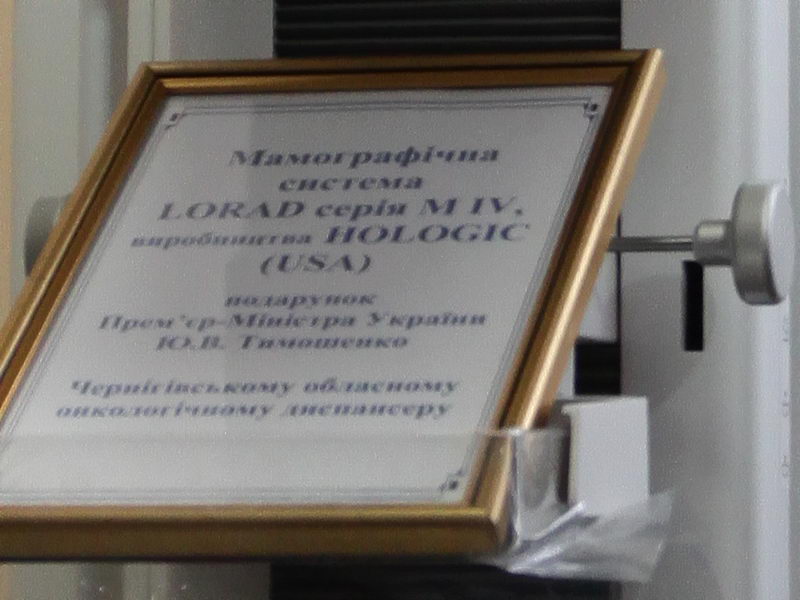 Мамографічна
система
LORAD серія M IV,
виробництва HOLOGIC
(USA)
подарунок
Прем'єр-Міністра України
Ю.В. Тимошенко
Чернігівському обласному
онкологічному диспансеру